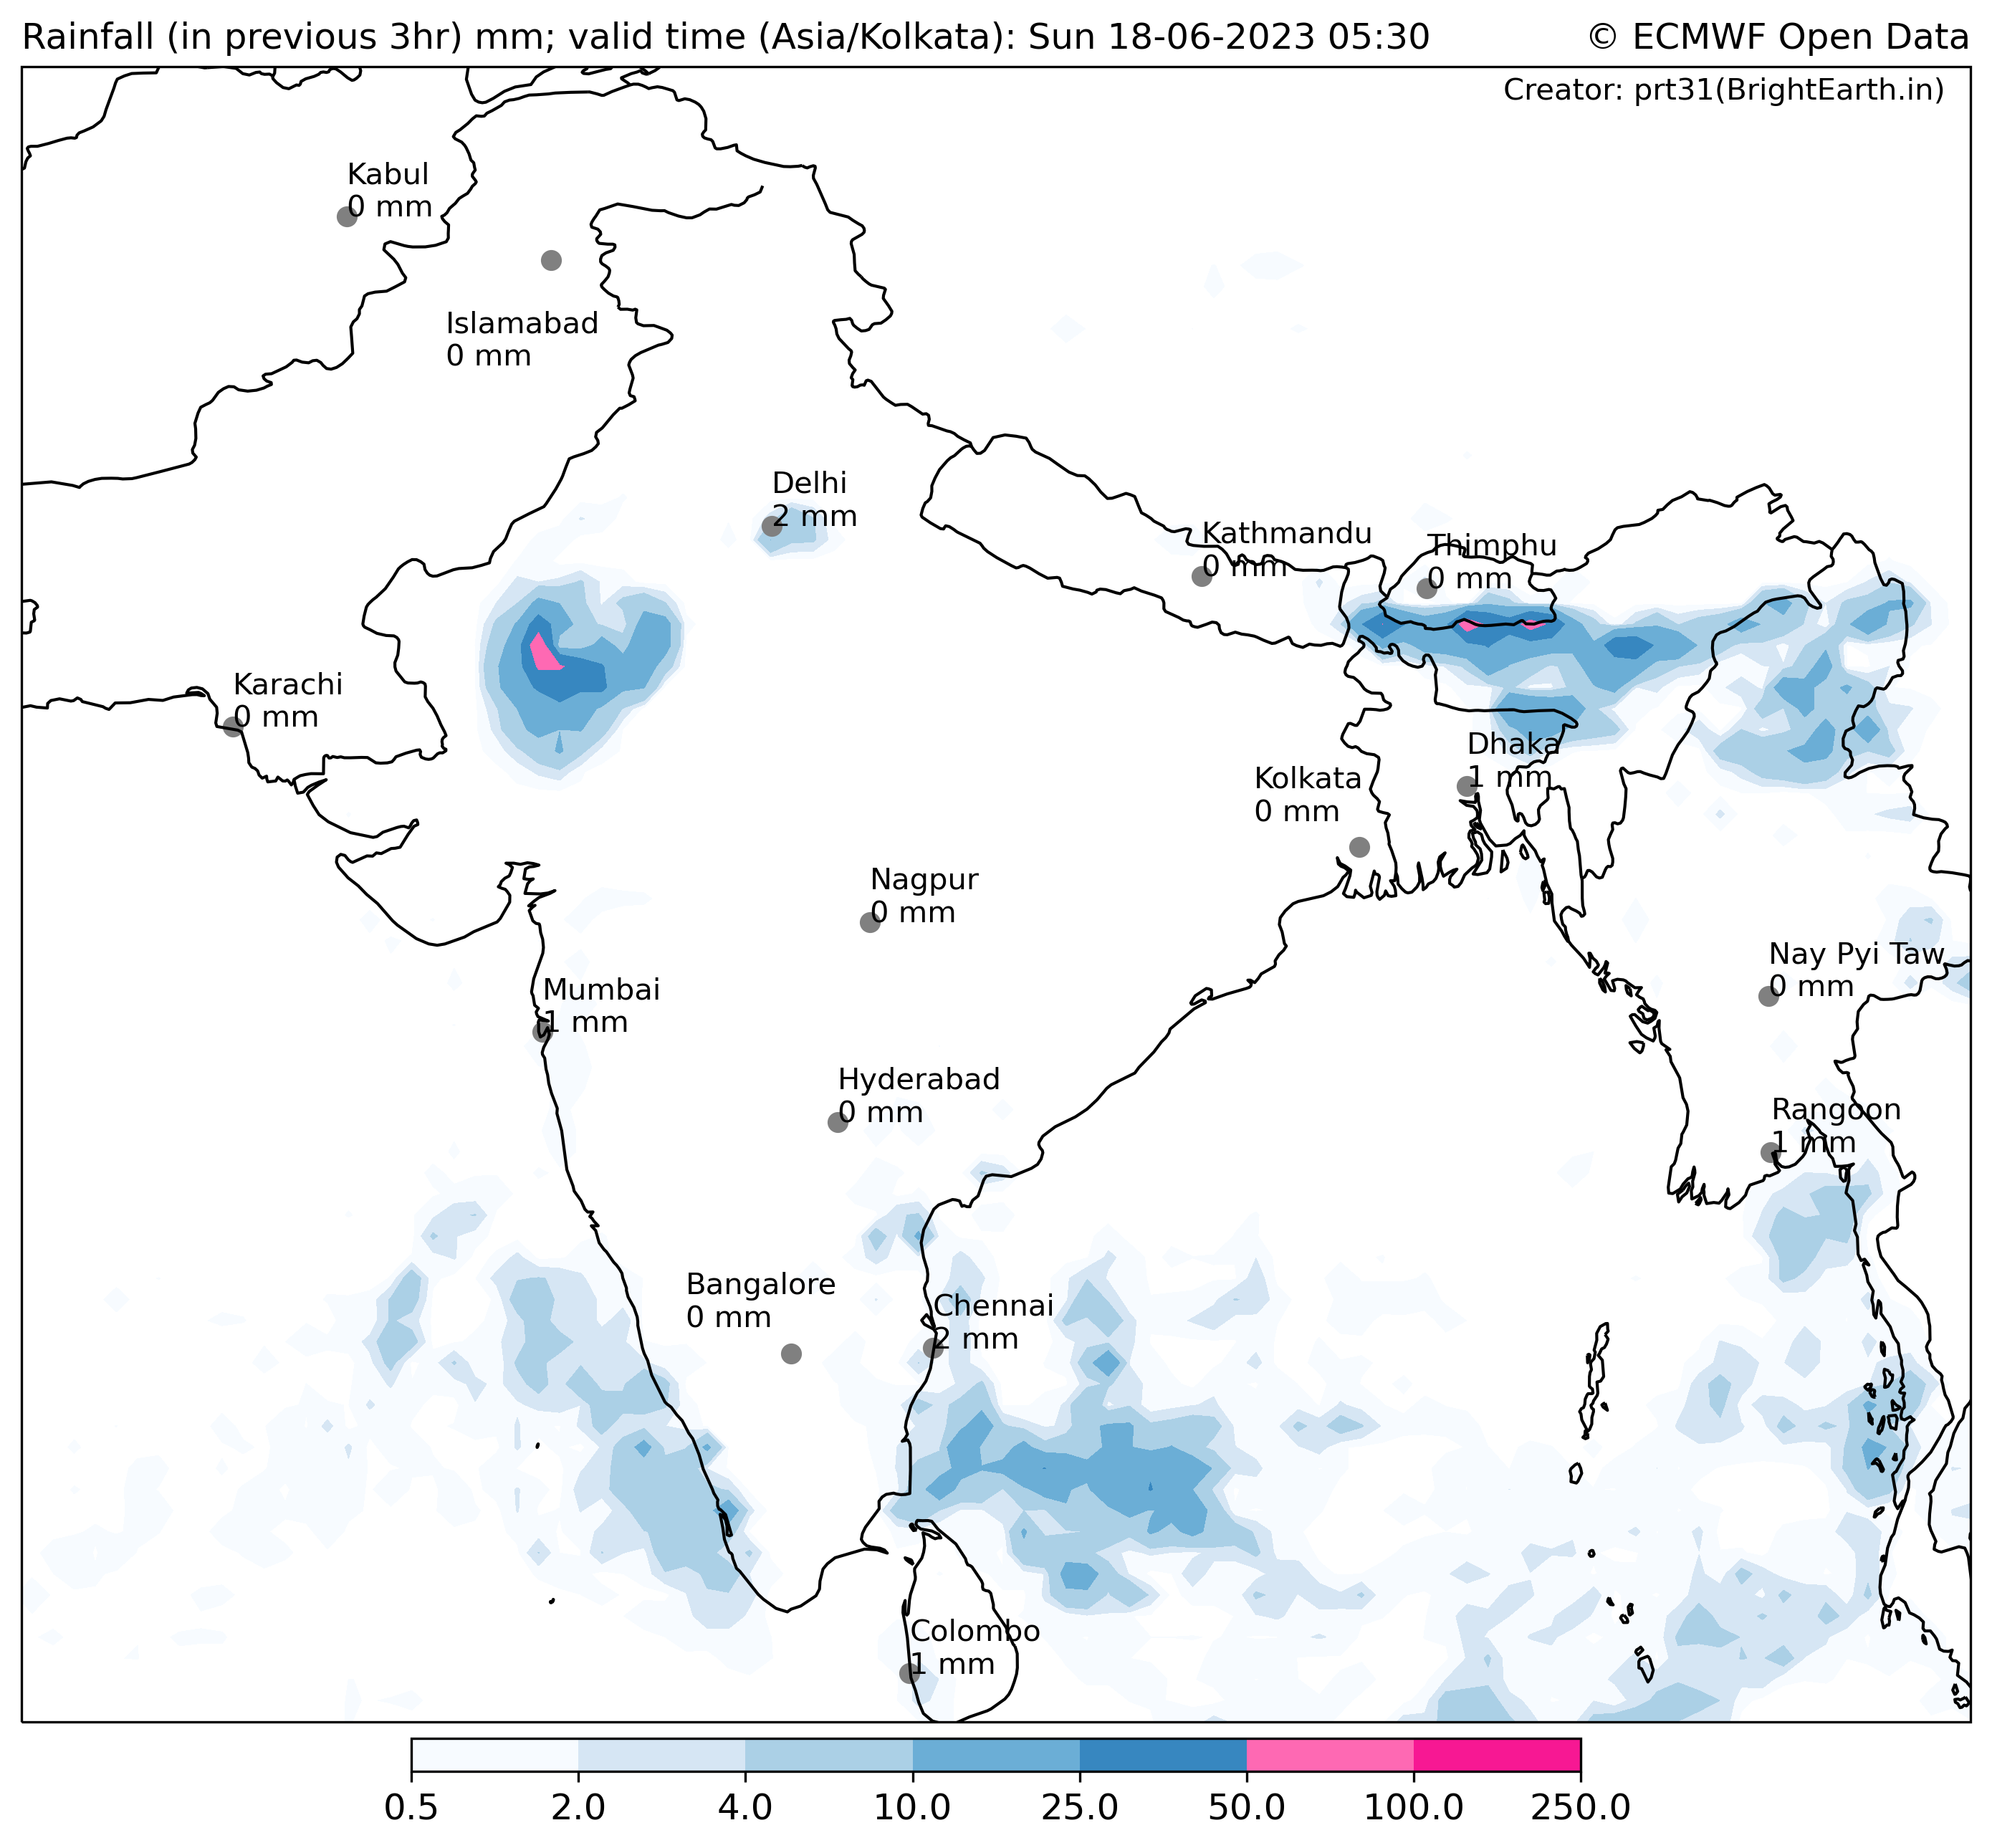 Rainfall (in previous 3hr) mm; valid time (Asia/Kolkata): Sun 18-06-2023 05:30
© ECMWF Open Data
Creator: prt31(BrightEarth.in)
Kabul
0 mm
Islamabad
0 mm
Delhi
2 mm
Kathmandu
0 mm
Thimphu
0 mm
Karachi
0 mm
Dhaka
1 mm
Kolkata
0 mm
Nagpur
0 mm
Nay Pyi Taw
0 mm
Mumbai
1 mm
Hyderabad
0 mm
Rangoon
1 mm
Bangalore
0 mm
Chennai
2 mm
Colombo
1 mm
0.5 2.0 4.0 10.0 25.0 50.0 100.0 250.0